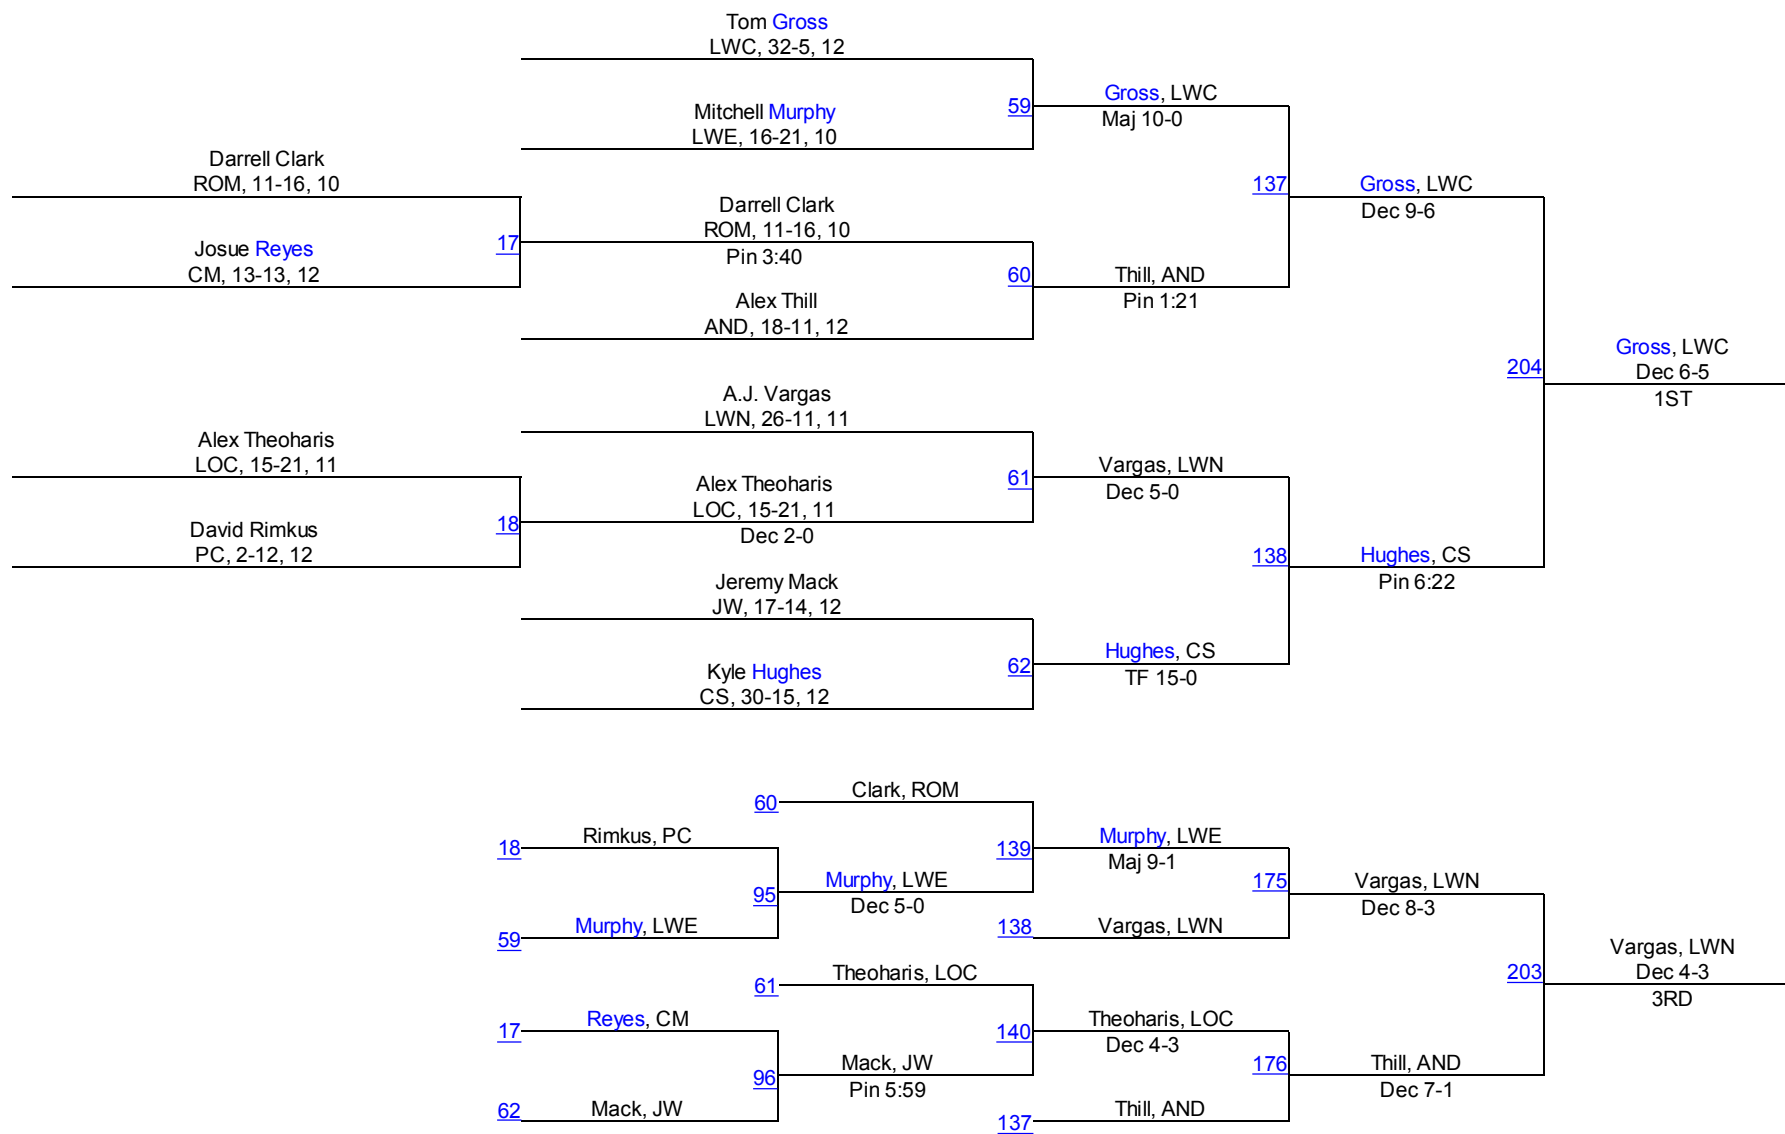 Tom Gross
LWC, 32-5, 12
Mitchell Murphy
LWE, 16-21, 10
59
Gross, LWC
Maj 10-0
Darrell Clark
ROM, 11-16, 10
Josue Reyes
CM, 13-13, 12
17
Darrell Clark
ROM, 11-16, 10
Pin 3:40
Alex Thill
AND, 18-11, 12
60
Thill, AND
Pin 1:21
137
Gross, LWC
Dec 9-6
A.J. Vargas
LWN, 26-11, 11
Alex Theoharis
LOC, 15-21, 11
David Rimkus
PC, 2-12, 12
18
Alex Theoharis
LOC, 15-21, 11
Dec 2-0
61
Vargas, LWN
Dec 5-0
Jeremy Mack
JW, 17-14, 12
Kyle Hughes
CS, 30-15, 12
62
Hughes, CS
TF 15-0
138
Hughes, CS
Pin 6:22
204
Gross, LWC
Dec 6-5
1ST
60
Clark, ROM
18
Rimkus, PC
59
Murphy, LWE
95
Murphy, LWE
Dec 5-0
139
Murphy, LWE
Maj 9-1
138
Vargas, LWN
175
Vargas, LWN
Dec 8-3
61
Theoharis, LOC
17
Reyes, CM
62
Mack, JW
96
Mack, JW
Pin 5:59
140
Theoharis, LOC
Dec 4-3
137
Thill, AND
176
Thill, AND
Dec 7-1
203
Vargas, LWN
Dec 4-3
3RD